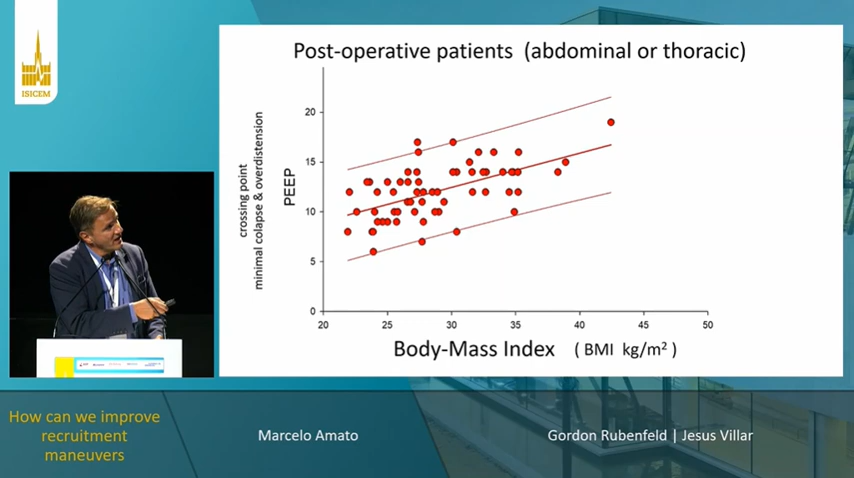 ISICEM
Post-operative patients (abdominal or thoracic)
crossing point
minimal colapse & overdistension
PEEP
20
15
10
5
0
20
25
30
35
40
45
50
Body-Mass Index ( BMI kg/m² )
How can we improve
recruitment
maneuvers
Marcelo Amato
Gordon Rubenfeld | Jesus Villar